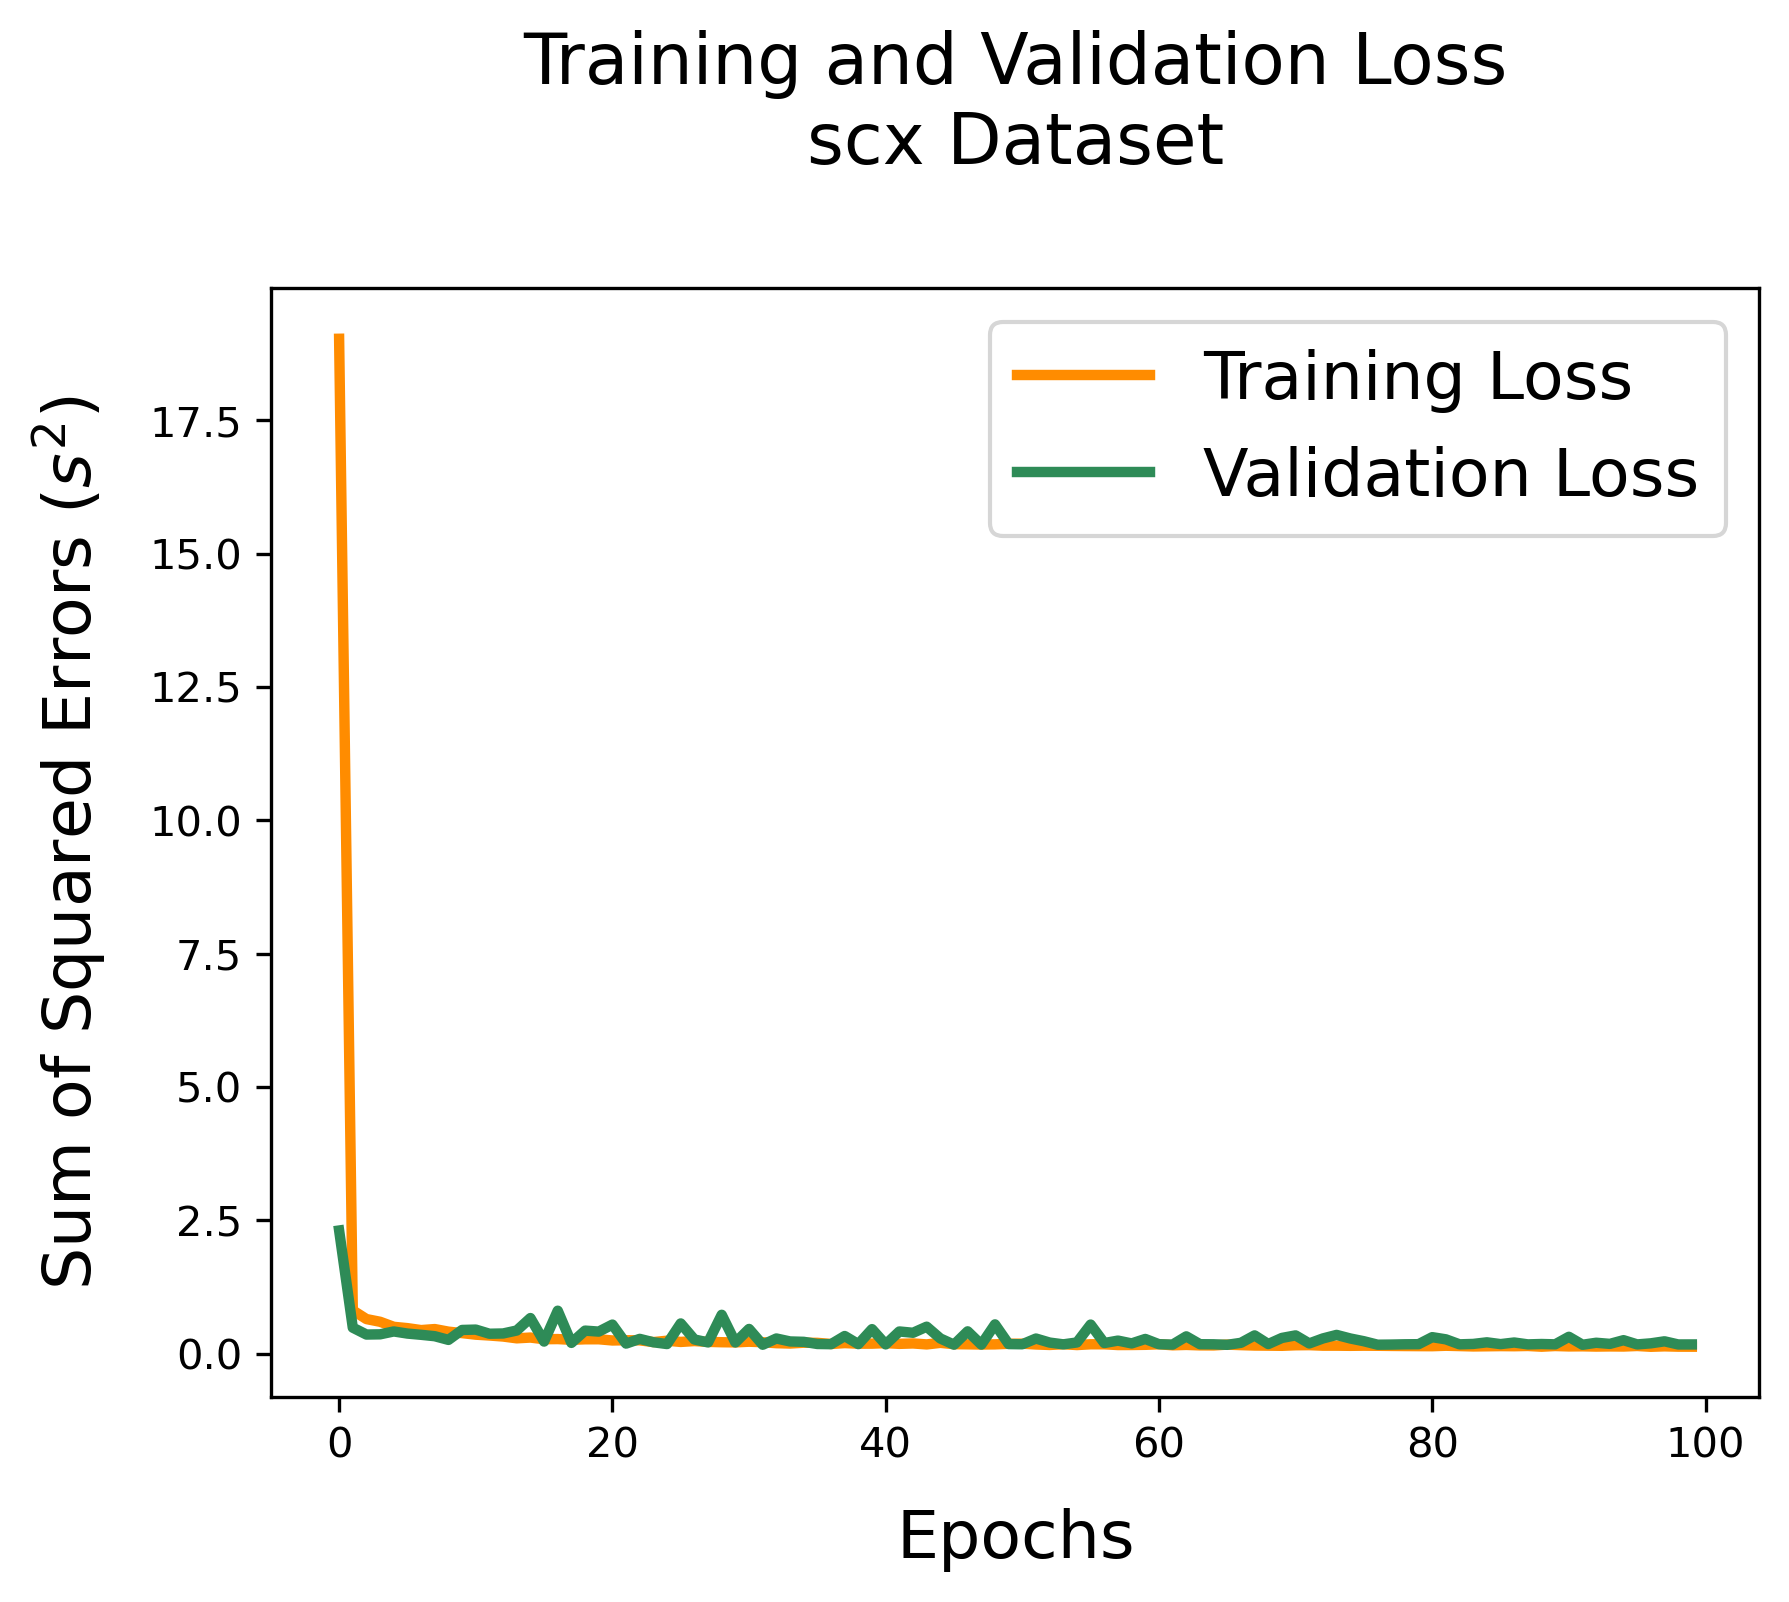 Training and Validation Loss
scx Dataset
Sum of Squared Errors (s²)
17.5
15.0
12.5
10.0
7.5
5.0
2.5
0.0
Training Loss
Validation Loss
0 20 40 60 80 100
Epochs